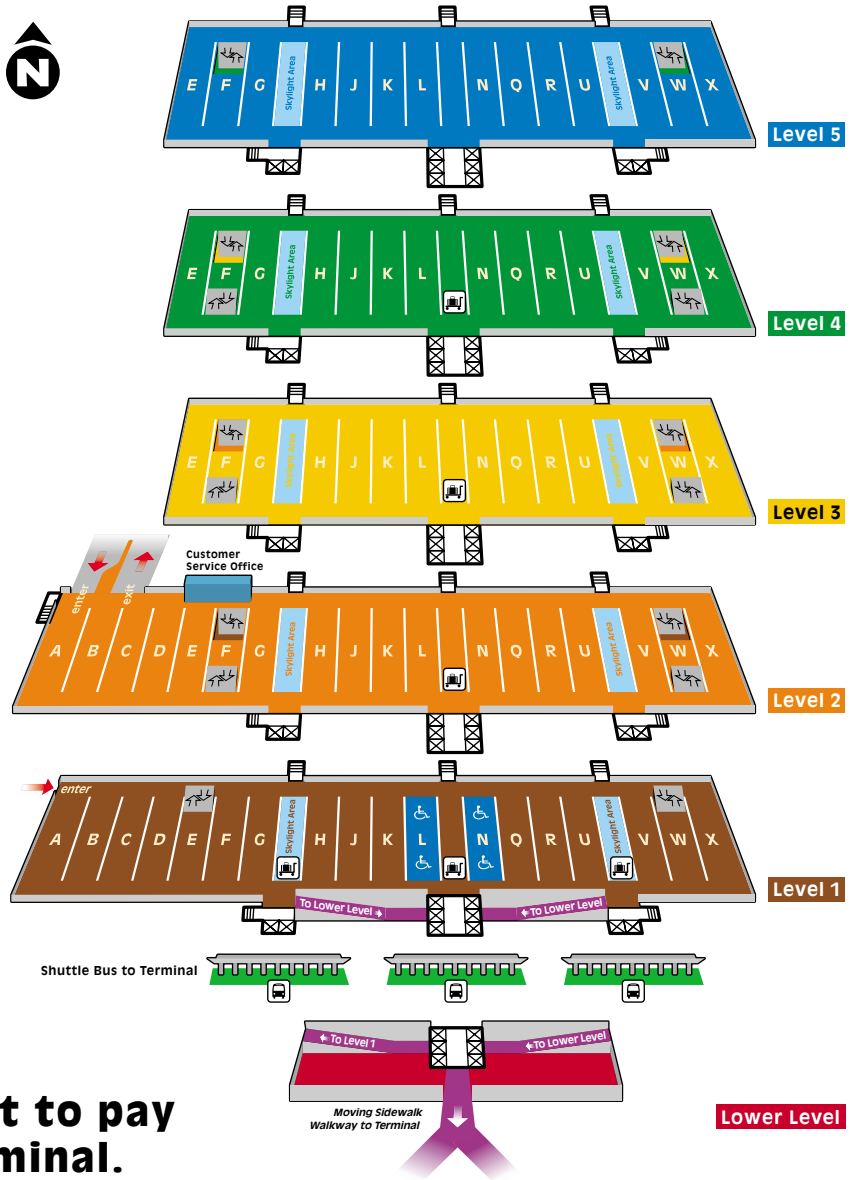 N
E F G Skylight Area H J K L N Q R U Skylight Area V W X
Level 5
E F G Skylight Area H J K L N Q R U Skylight Area V W X
Level 4
E F G Skylight Area H J K L N Q R U Skylight Area V W X
Level 3
enter
exit
Customer
Service Office
A B C D E F G Skylight Area H J K L N Q R U Skylight Area V W X
Level 2
enter
A B C D E F G Skylight Area H J K L N Q R U Skylight Area V W X
Level 1
To Lower Level
To Lower Level
Shuttle Bus to Terminal
To Level 1
To Lower Level
Moving Sidewalk
Walkway to Terminal
Lower Level
t to pay
minal.